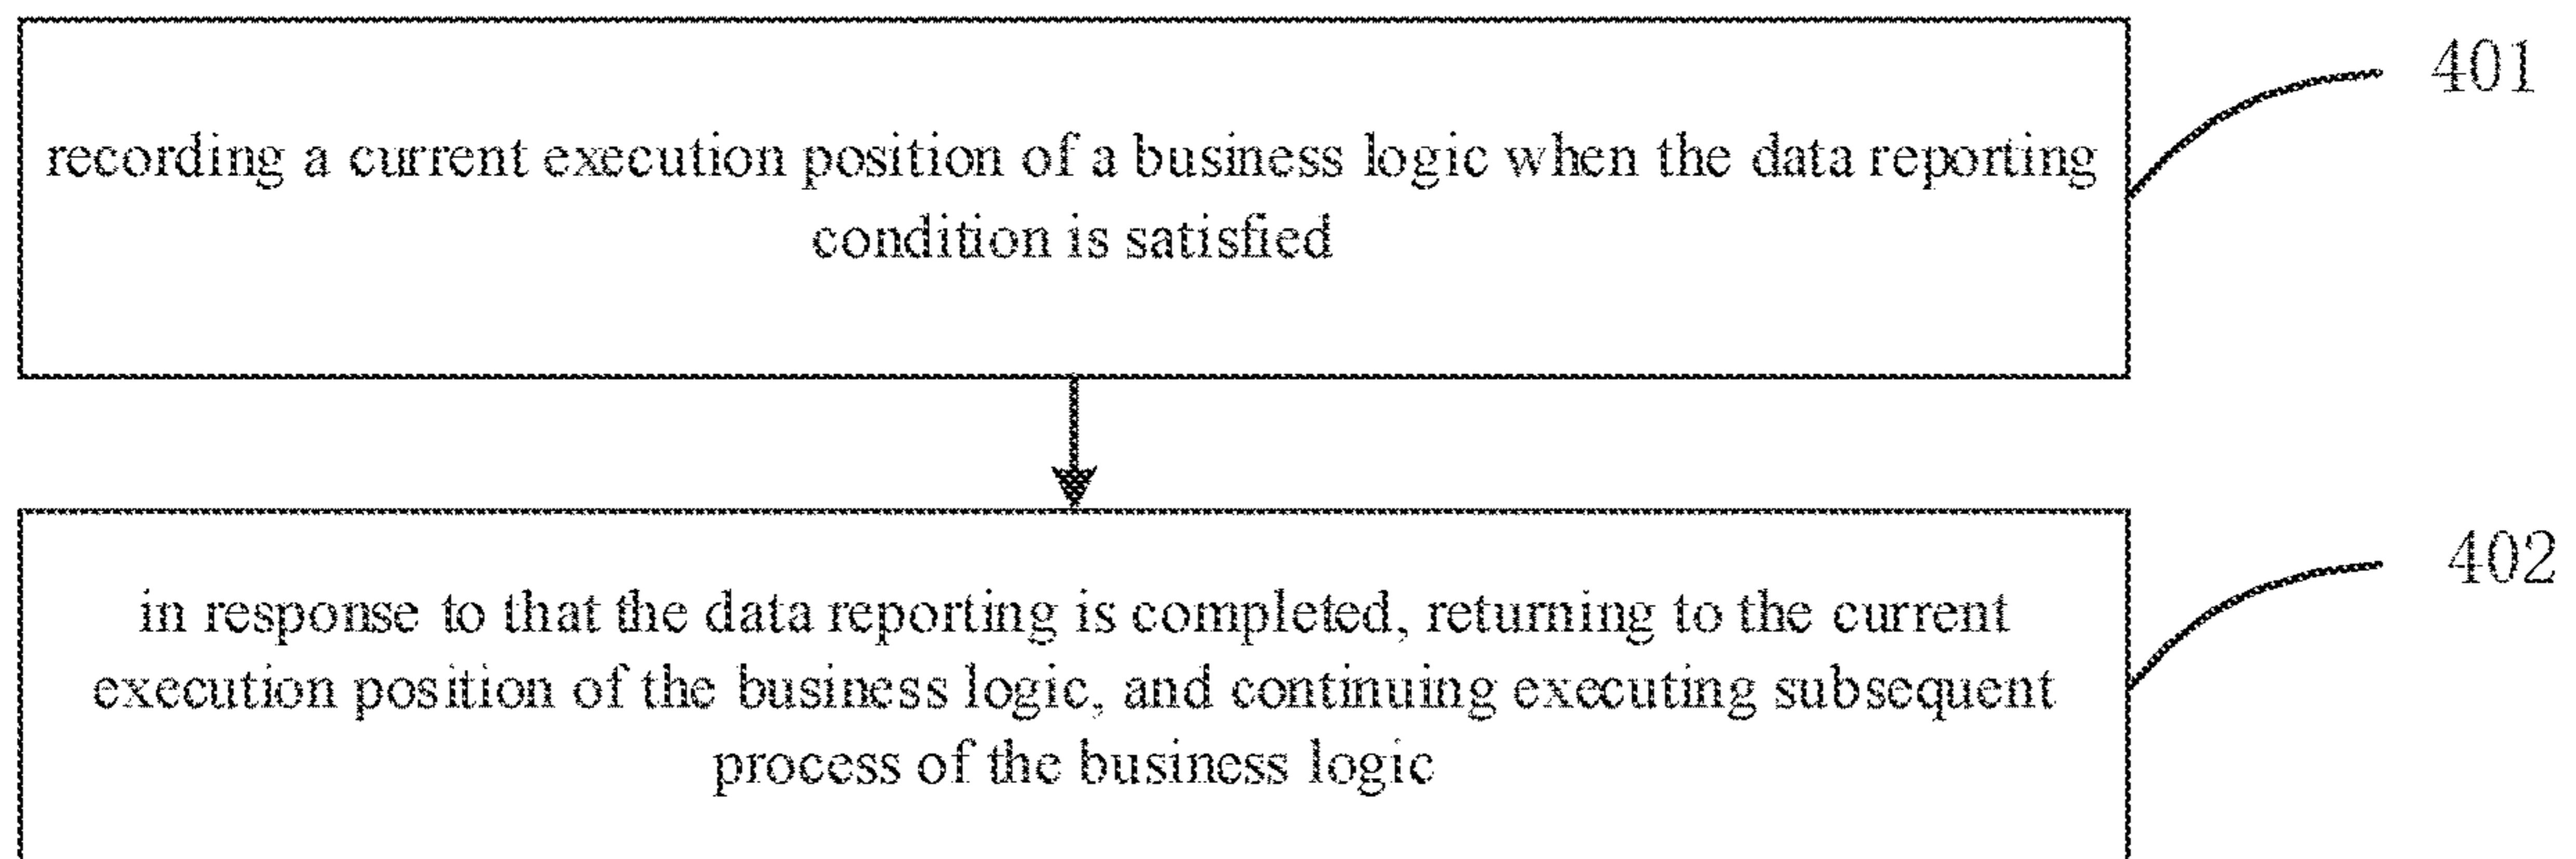 recording a current execution position of a business logic when the data reporting
condition is satisfied
401
in response to that the data reporting is completed, returning to the current
execution position of the business logic, and continuing executing subsequent
process of the business logic
402